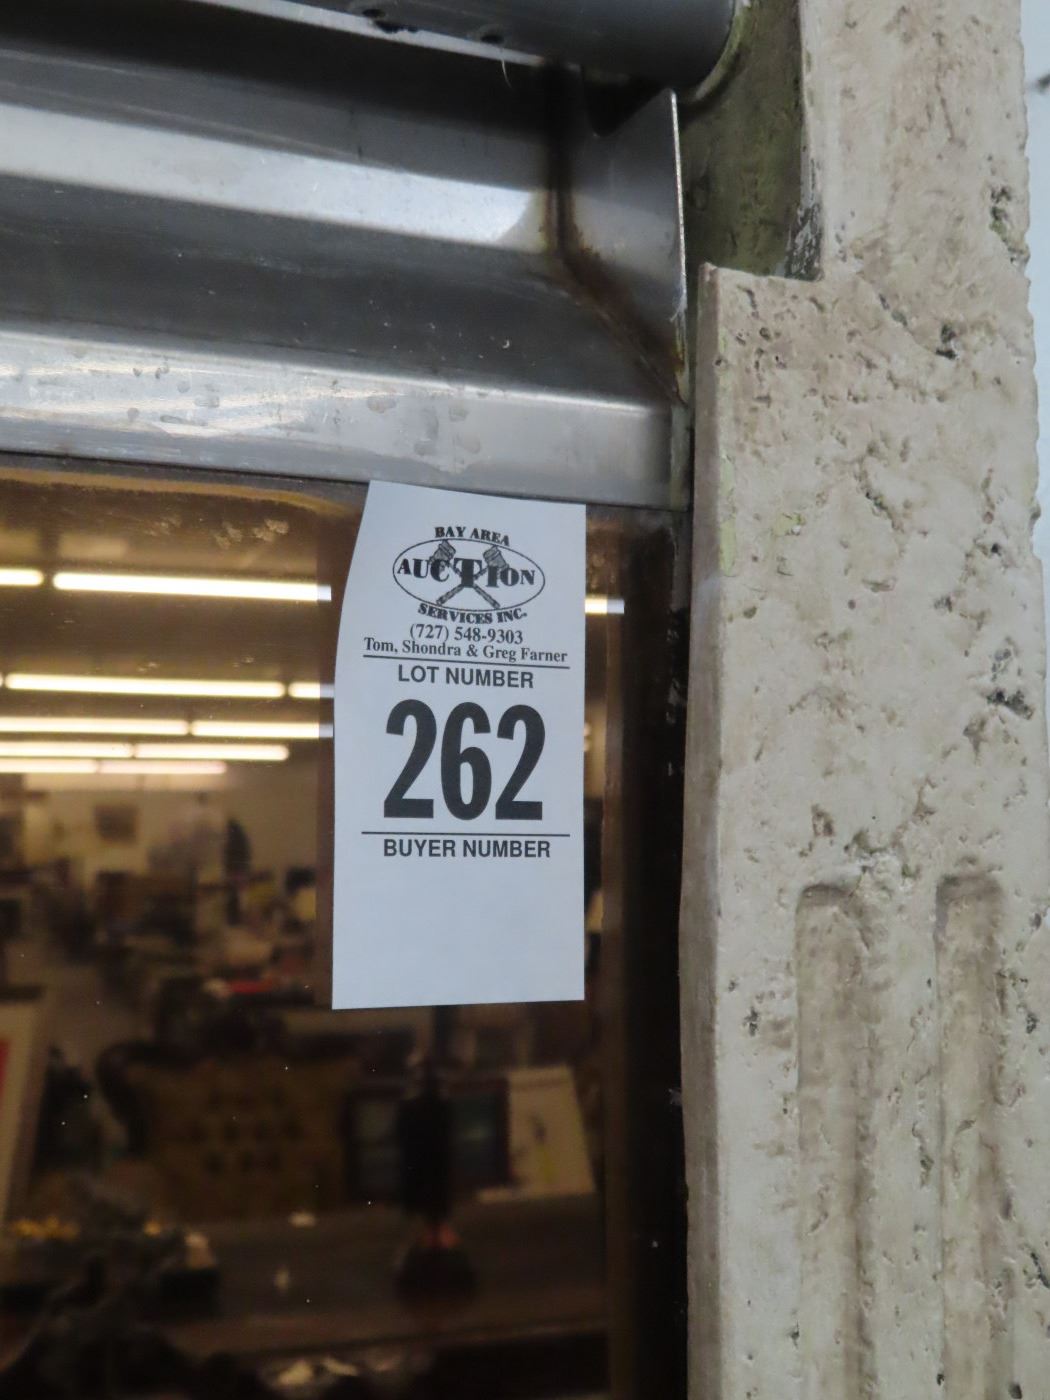 BAY AREA
AUCTION
SERVICES INC.
(727) 548-9303
Tom, Shondra & Greg Farner
LOT NUMBER
262
BUYER NUMBER